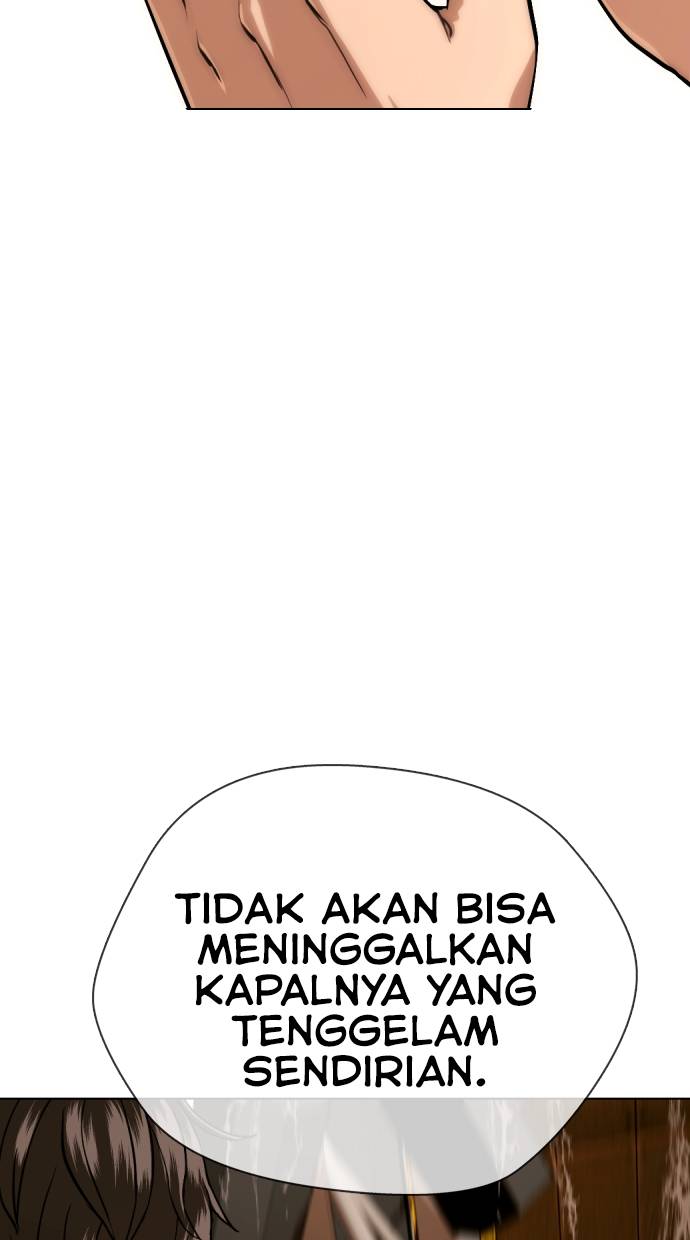 TIDAK AKAN BISA
MENINGGALKAN
KAPALNYA YANG
TENGGELAM
SENDIRIAN.